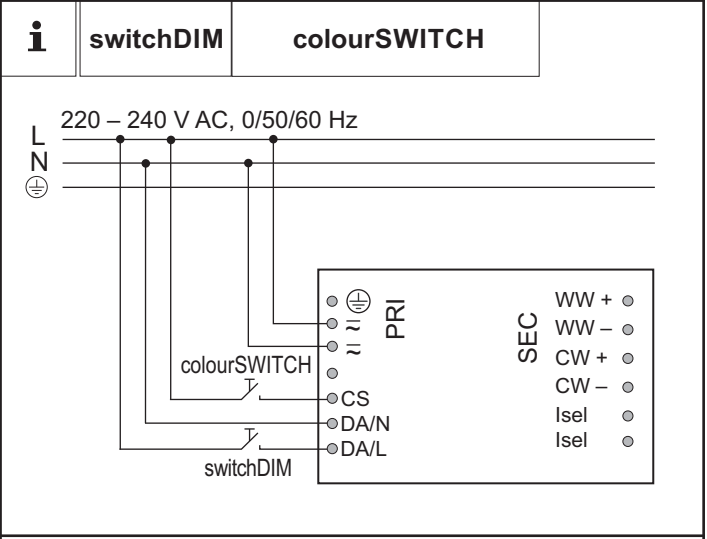 i switchDIM colourSWITCH
220 – 240 V AC, 0/50/60 Hz
L
N
PRI
SEC
WW +
WW –
CW +
CW –
Isel
Isel
colourSWITCH
CS
DA/N
DA/L
switchDIM